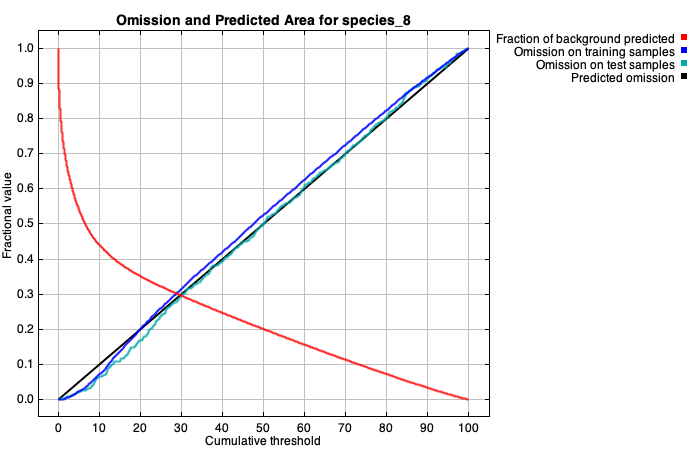 Omission and Predicted Area for species_8
Fraction of background predicted
Omission on training samples
Omission on test samples
Predicted omission
Fractional value
1.0
0.9
0.8
0.7
0.6
0.5
0.4
0.3
0.2
0.1
0.0
0 10 20 30 40 50 60 70 80 90 100
Cumulative threshold